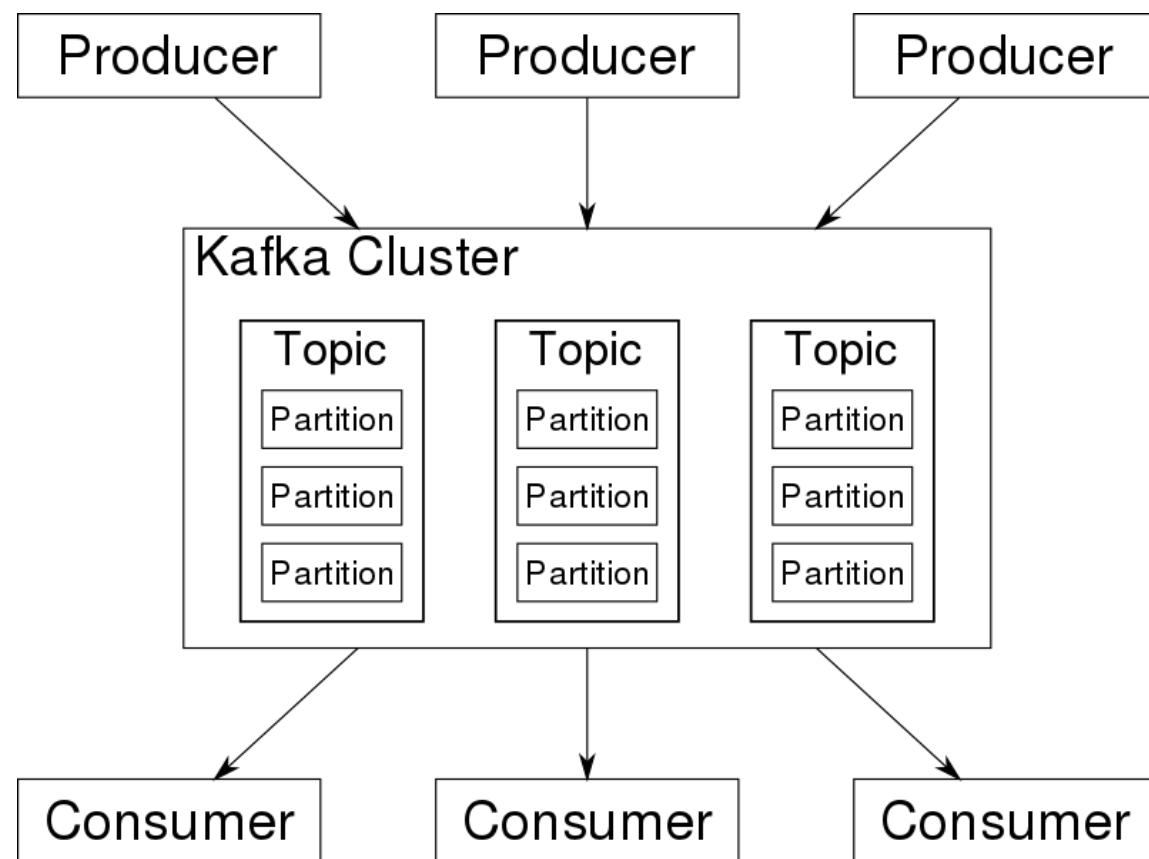 Producer Producer Producer
Kafka Cluster
Topic Topic Topic
Partition Partition Partition
Partition Partition Partition
Partition Partition Partition
Consumer Consumer Consumer